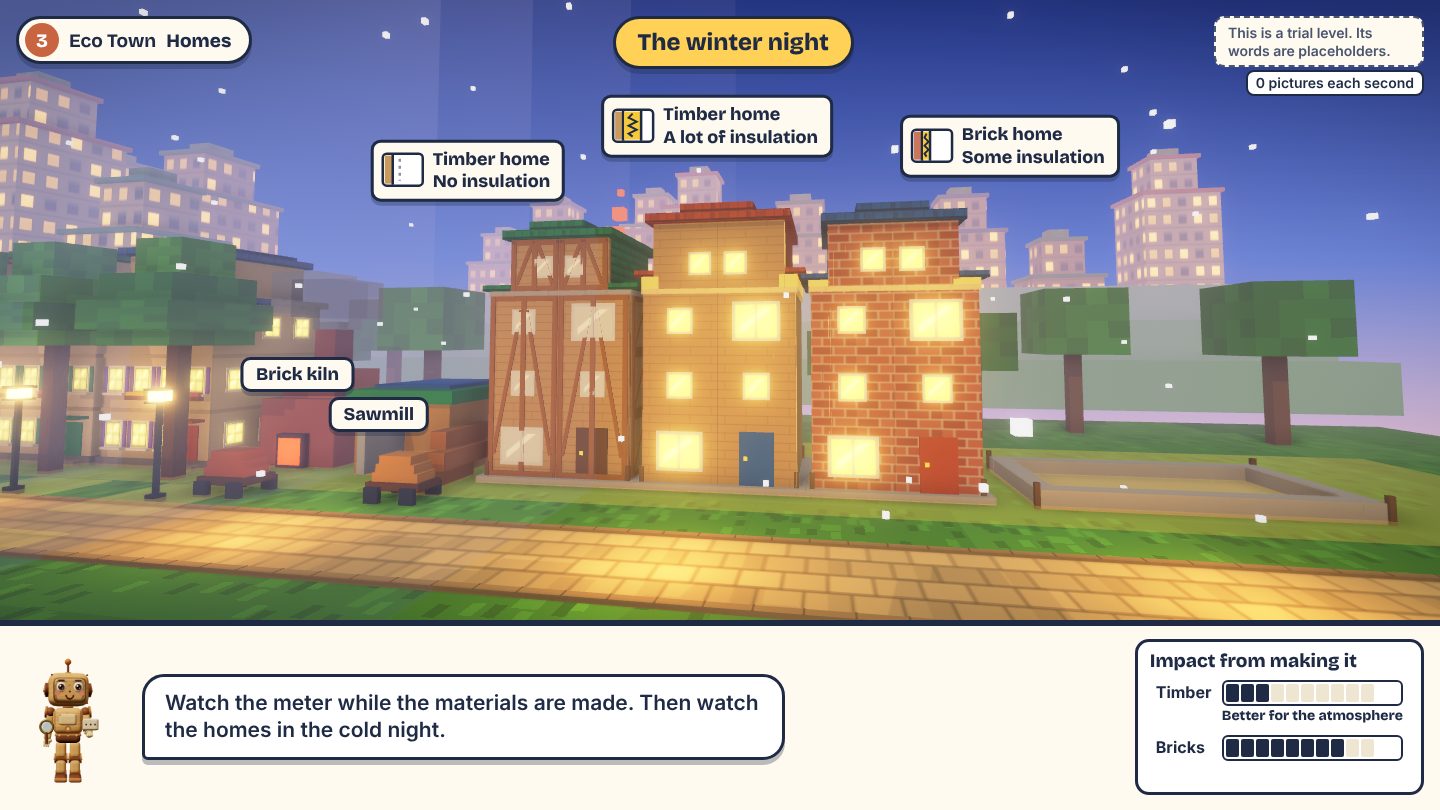 3 Eco Town Homes
The winter night
This is a trial level. Its
words are placeholders.
0 pictures each second
Timber home
No insulation
Timber home
A lot of insulation
Brick home
Some insulation
Brick kiln
Sawmill
Watch the meter while the materials are made. Then watch
the homes in the cold night.
Impact from making it
Timber
Better for the atmosphere
Bricks